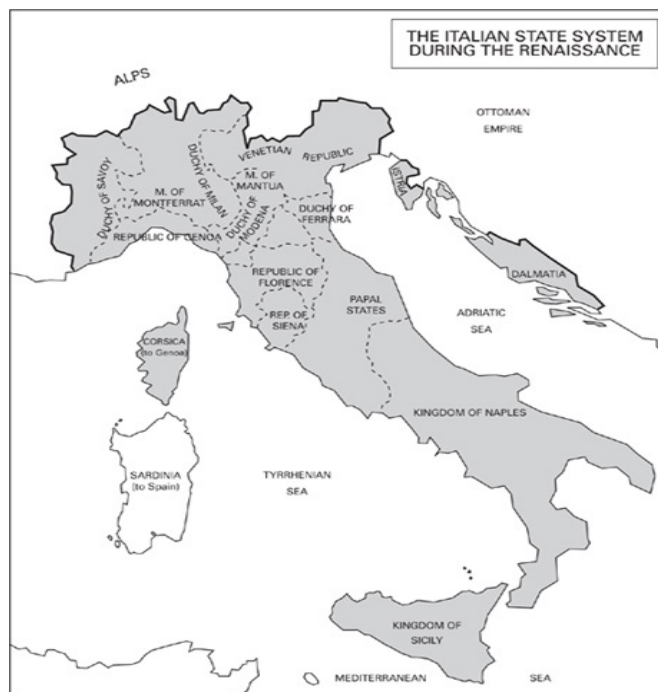 THE ITALIAN STATE SYSTEM
DURING THE RENAISSANCE
ALPS
OTTOMAN
EMPIRE
VENETIAN REPUBLIC
DUCHY OF SAVOY
M. OF
MONTFERRAT
DUCHY OF MILAN
M. OF
MANTUA
ISTRIA
DUCHY OF
FERRARA
DUCHY OF
MODENA
REPUBLIC OF GENOA
REPUBLIC OF
FLORENCE
DALMATIA
PAPAL
STATES
REP. OF
SIENA
ADRIATIC
SEA
CORSICA
(to Genoa)
KINGDOM OF NAPLES
SARDINIA
(to Spain)
TYRRHENIAN
SEA
KINGDOM OF
SICILY
MEDITERRANEAN SEA